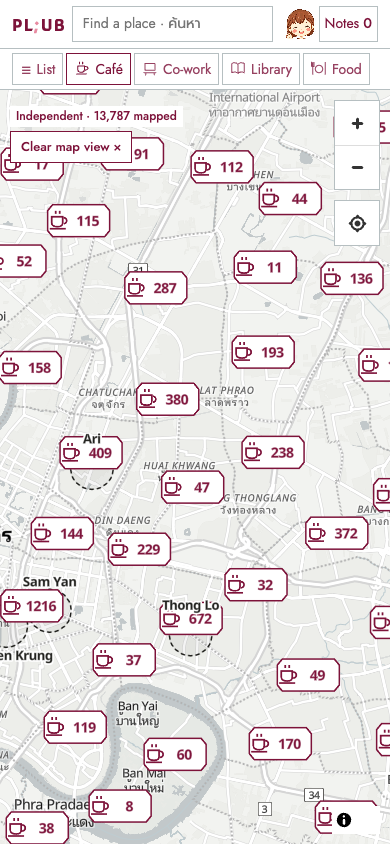 PL;UB
Find a place · ค้นหา
Notes 0
List
Café
Co-work
Library
Food
International Airport
ท่าอากาศยานดอนเมือง
Independent · 13,787 mapped
Clear map view ×
17
91
112
44
115
52
11
136
31
287
193
158
CHATUCHAK
จตุจักร
380
LAT PHRAO
ลาดพร้าว
Ari
409
238
HUAI KHWANG
47
วังทองหลาง
144
DIN DAENG
229
372
Sam Yan
1216
32
Thong Lo
672
37
49
Ban Yai
บ้านใหญ่
119
170
60
Ban Mai
บ้านใหม่
Phra Pradae
8
34
3
38